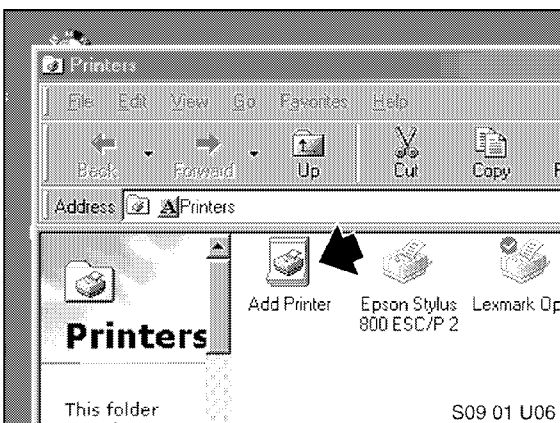 Printers
File Edit View Go Favorites Help
Back Forward Up Cut Copy
Address A Printers
Add Printer Epson Stylus 800 ESC/P 2 Lexmark Op
Printers
This folder
S09 01 U06